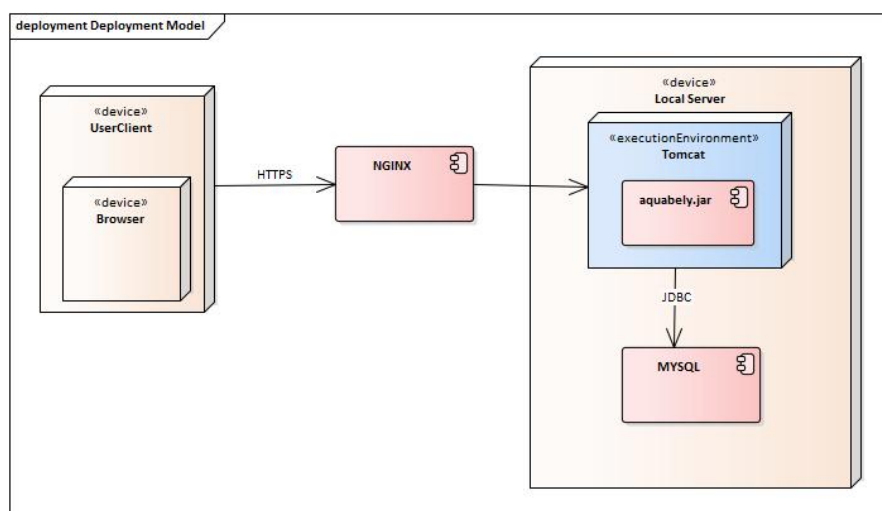 deployment Deployment Model
«device»
UserClient
«device»
Browser
HTTPS
NGINX
«device»
Local Server
«executionEnvironment»
Tomcat
aquabely.jar
JDBC
MYSQL